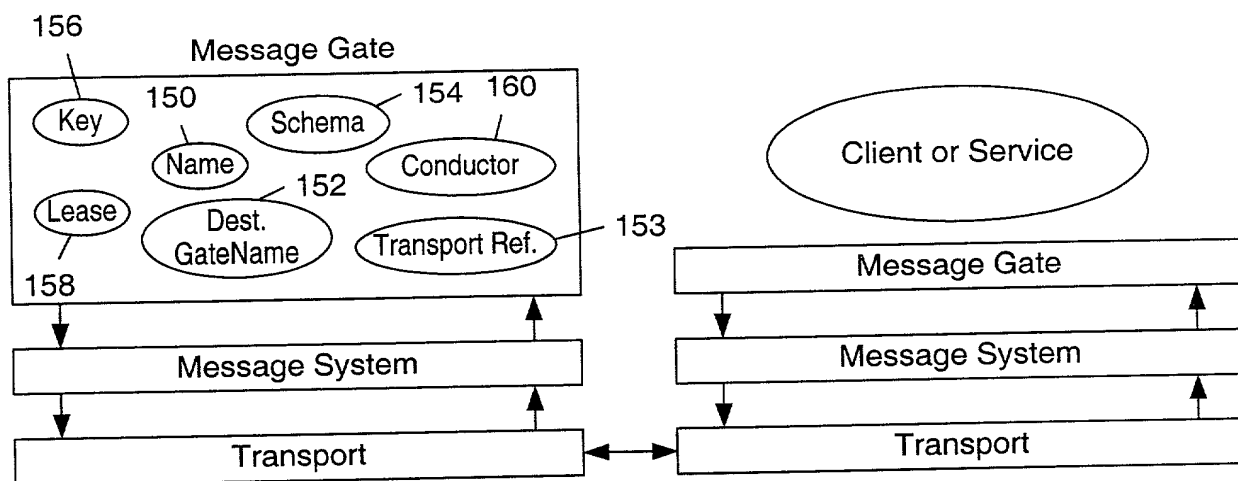 156
Message Gate
150
154
160
Key
Schema
Name
Conductor
Client or Service
152
Lease
Dest.
GateName
Transport Ref.
153
158
Message Gate
Message System
Message System
Transport
Transport